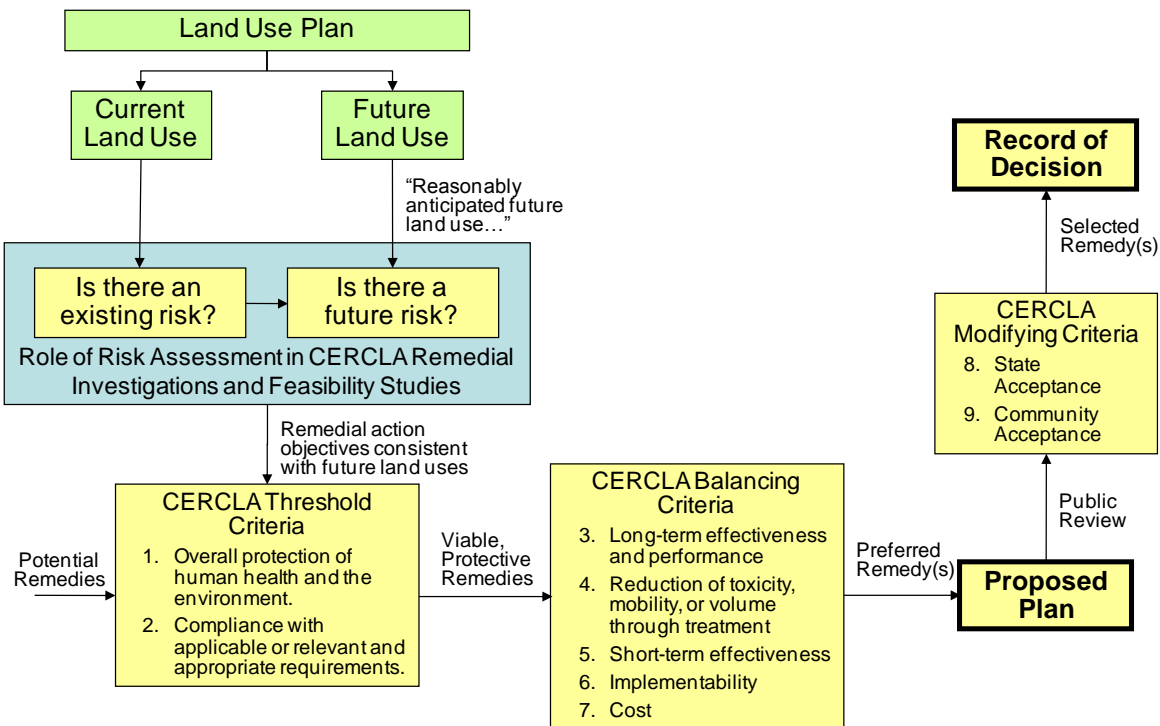 Land Use Plan
Current
Land Use
Future
Land Use
"Reasonably
anticipated future
land use…"
Is there an
existing risk?
Is there a
future risk?
Role of Risk Assessment in CERCLA Remedial
Investigations and Feasibility Studies
Remedial action
objectives consistent
with future land uses
Potential
Remedies
CERCLA Threshold
Criteria
1. Overall protection of
human health and the
environment.
2. Compliance with
applicable or relevant and
appropriate requirements.
Viable,
Protective
Remedies
CERCLA Balancing
Criteria
3. Long-term effectiveness
and performance
4. Reduction of toxicity,
mobility, or volume
through treatment
5. Short-term effectiveness
6. Implementability
7. Cost
Preferred
Remedy(s)
Proposed
Plan
Public
Review
CERCLA
Modifying Criteria
8. State
Acceptance
9. Community
Acceptance
Selected
Remedy(s)
Record of
Decision